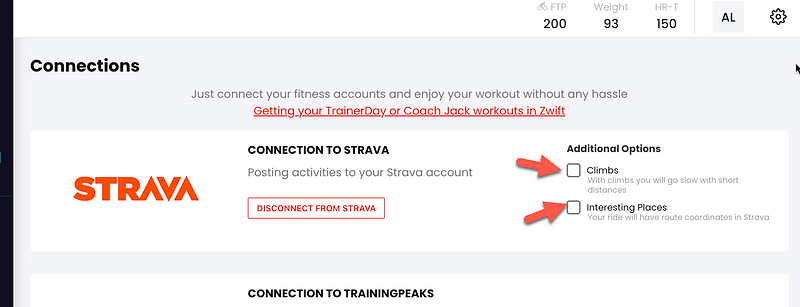 FTP Weight HR-T AL
200 93 150
Connections
Just connect your fitness accounts and enjoy your workout without any hassle
Getting your TrainerDay or Coach Jack workouts in Zwift
STRAVA
CONNECTION TO STRAVA
Posting activities to your Strava account
DISCONNECT FROM STRAVA
Additional Options
Climbs
With climbs you will go slow with short
distances
Interesting Places
Your ride will have route coordinates in Strava
CONNECTION TO TRAININGPEAKS